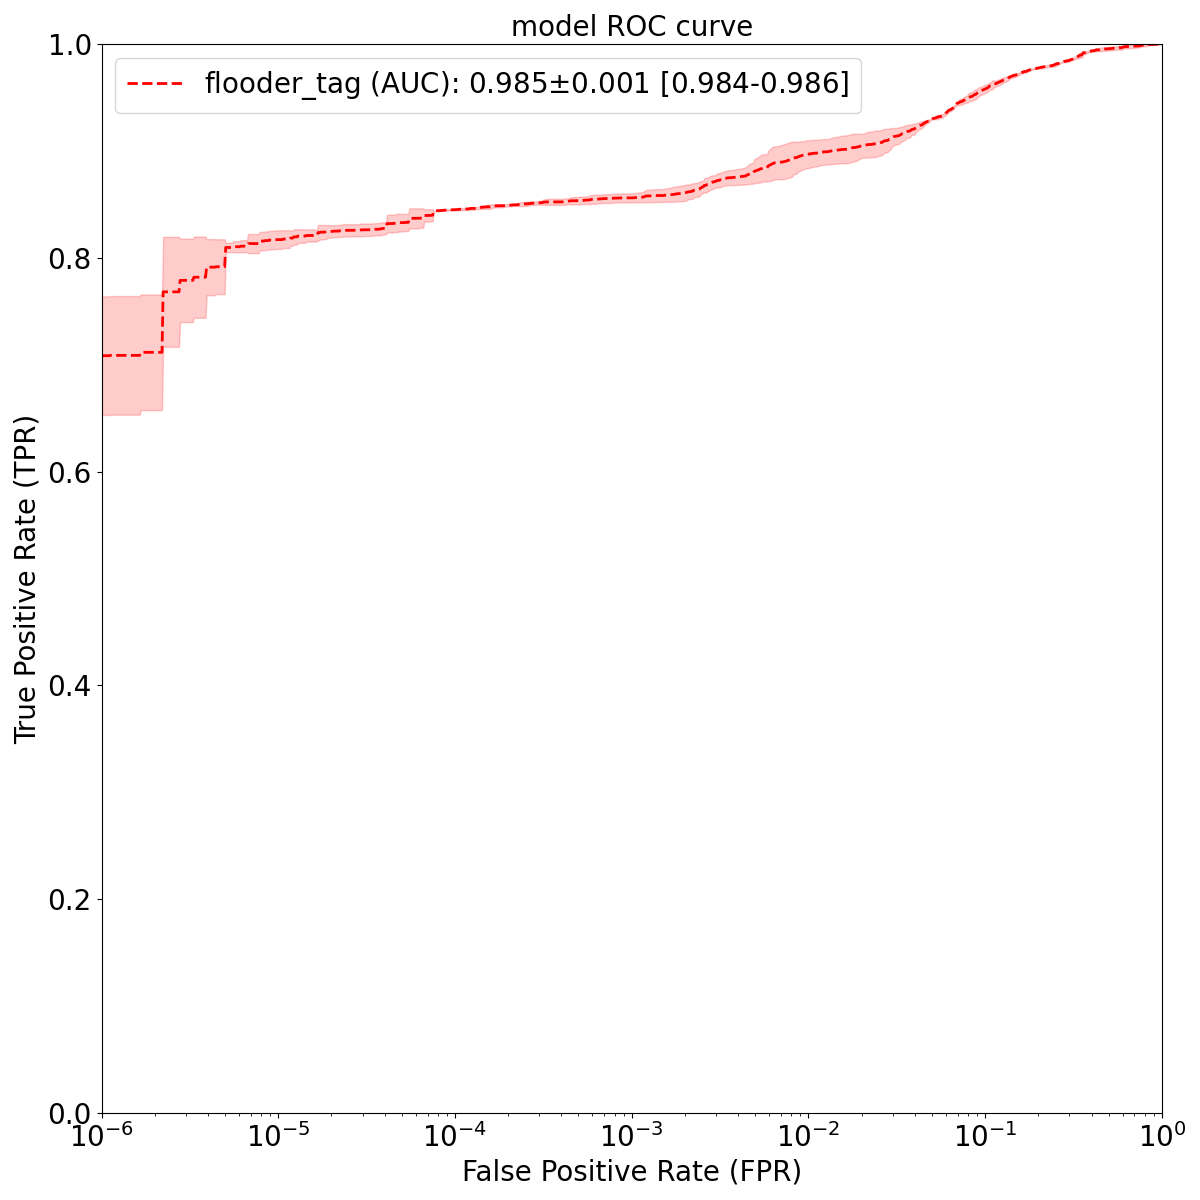 model ROC curve
flooder_tag (AUC): 0.985±0.001 [0.984-0.986]
True Positive Rate (TPR)
1.0
0.8
0.6
0.4
0.2
0.0
10⁻⁶ 10⁻⁵ 10⁻⁴ 10⁻³ 10⁻² 10⁻¹ 10⁰
False Positive Rate (FPR)